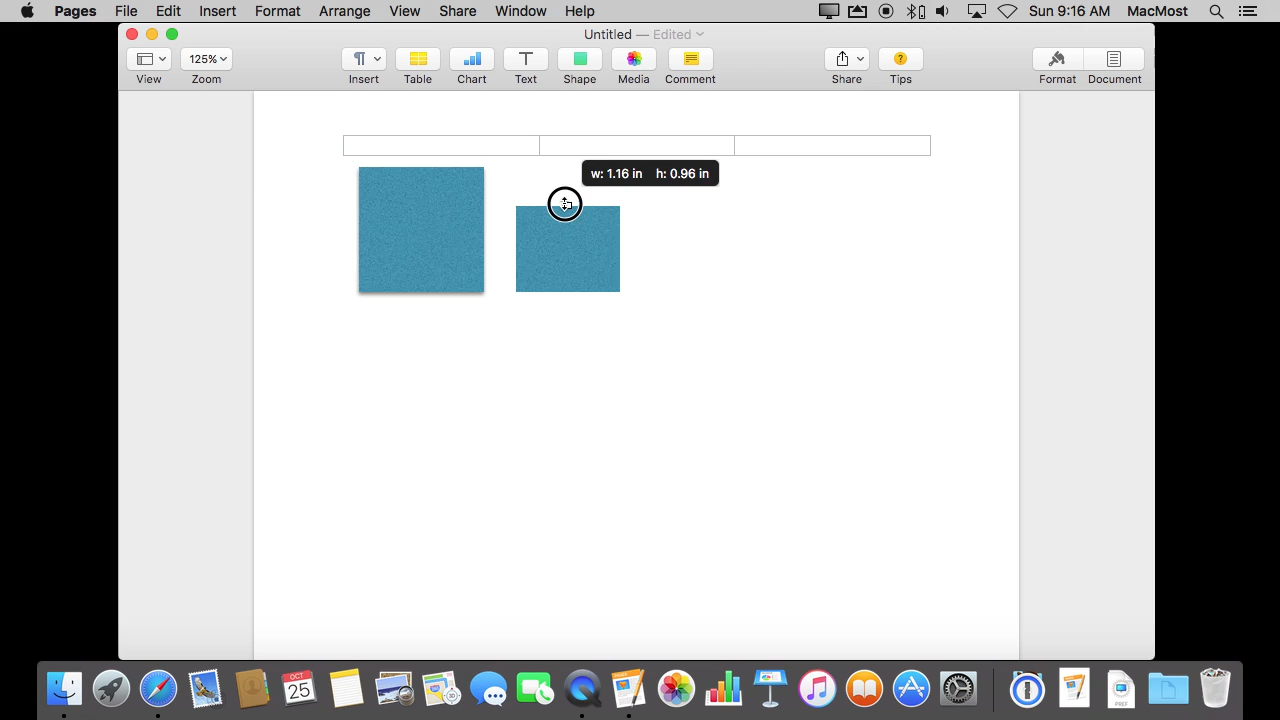 Pages File Edit Insert Format Arrange View Share Window Help Sun 9:16 AM MacMost
Untitled — Edited
125%
View Zoom Insert Table Chart Text Shape Media Comment Share Tips Format Document
w: 1.16 in h: 0.96 in
OCT
25